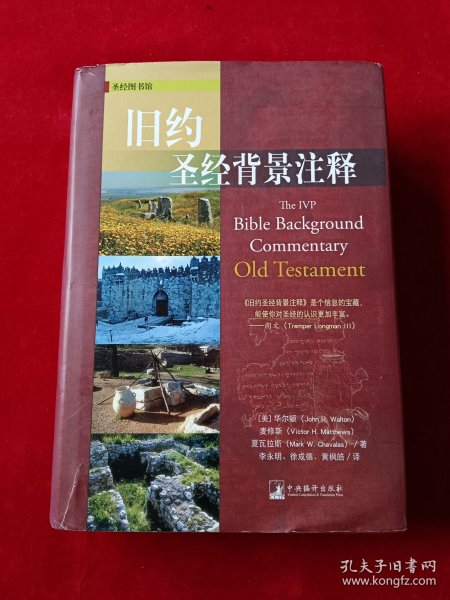 圣经图书馆
旧约
圣经背景注释
The IVP
Bible Background
Commentary
Old Testament
《旧约圣经背景注释》是个信息的宝藏，
能使你对圣经的认识更加丰富。
——朗文（Tremper Longman III）
[美] 华尔顿（John H. Walton）
麦修斯（Victor H. Matthews）
夏瓦拉斯（Mark W. Chavalas）/ 著
李永明、徐成德、黄枫皓 / 译
CCTP
中央编译出版社
Central Compilation & Translation Press
孔夫子旧书网
www.kongfz.com